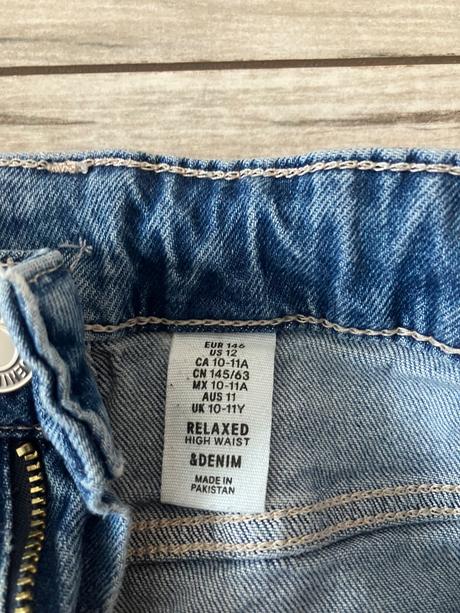 EUR 146
US 12
CA 10-11A
CN 145/63
MX 10-11A
AUS 11
UK 10-11Y
RELAXED
HIGH WAIST
&DENIM
MADE IN
PAKISTAN